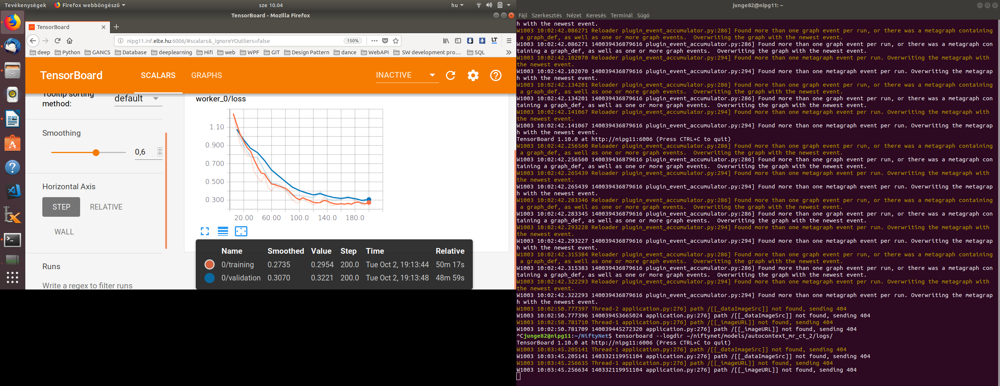 Tevékenységek
Firefox webböngésző
sze 10.04
hu
TensorBoard - Mozilla Firefox
TensorBoard
nipg11.inf.elte.hu:6006/#scalars&_ignoreYOutliers=false
150%
deep Python GANCS Database deeplearning Hifi web WPF GIT Design Pattern dance WebAPI SW development pro… SQL
TensorBoard
SCALARS
GRAPHS
INACTIVE
Tooltip sorting
method:
default
Smoothing
0,6
Horizontal Axis
STEP
RELATIVE
WALL
Runs
Write a regex to filter runs
worker_0/loss
1.10
0.900
0.700
0.500
0.300
20.00 60.00 100.0 140.0 180.0
Name Smoothed Value Step Time Relative
0/training 0.2735 0.2954 200.0 Tue Oct 2, 19:13:44 50m 17s
0/validation 0.3070 0.3221 200.0 Tue Oct 2, 19:13:48 48m 59s
junge82@nipg11: ~
Fájl Szerkesztés Nézet Keresés Terminál Súgó
h with the newest event.
W1003 10:02:42.086271 Reloader plugin_event_accumulator.py:286] Found more than one graph event per run, or there was a metagraph containing
a graph_def, as well as one or more graph events.  Overwriting the graph with the newest event.
W1003 10:02:42.086271 140039436879616 plugin_event_accumulator.py:286] Found more than one graph event per run, or there was a metagraph con
taining a graph_def, as well as one or more graph events.  Overwriting the graph with the newest event.
W1003 10:02:42.102070 Reloader plugin_event_accumulator.py:294] Found more than one metagraph event per run. Overwriting the metagraph with
the newest event.
W1003 10:02:42.102070 140039436879616 plugin_event_accumulator.py:294] Found more than one metagraph event per run. Overwriting the metagrap
h with the newest event.
W1003 10:02:42.134201 Reloader plugin_event_accumulator.py:286] Found more than one graph event per run, or there was a metagraph containing
a graph_def, as well as one or more graph events.  Overwriting the graph with the newest event.
W1003 10:02:42.134201 140039436879616 plugin_event_accumulator.py:286] Found more than one graph event per run, or there was a metagraph con
taining a graph_def, as well as one or more graph events.  Overwriting the graph with the newest event.
W1003 10:02:42.141067 Reloader plugin_event_accumulator.py:294] Found more than one metagraph event per run. Overwriting the metagraph with
the newest event.
W1003 10:02:42.141067 140039436879616 plugin_event_accumulator.py:294] Found more than one metagraph event per run. Overwriting the metagrap
h with the newest event.
TensorBoard 1.10.0 at http://nipg11:6006 (Press CTRL+C to quit)
W1003 10:02:42.256560 Reloader plugin_event_accumulator.py:286] Found more than one graph event per run, or there was a metagraph containing
a graph_def, as well as one or more graph events.  Overwriting the graph with the newest event.
W1003 10:02:42.256560 140039436879616 plugin_event_accumulator.py:286] Found more than one graph event per run, or there was a metagraph con
taining a graph_def, as well as one or more graph events.  Overwriting the graph with the newest event.
W1003 10:02:42.265439 Reloader plugin_event_accumulator.py:294] Found more than one metagraph event per run. Overwriting the metagraph with
the newest event.
W1003 10:02:42.265439 140039436879616 plugin_event_accumulator.py:294] Found more than one metagraph event per run. Overwriting the metagrap
h with the newest event.
W1003 10:02:42.283346 Reloader plugin_event_accumulator.py:286] Found more than one graph event per run, or there was a metagraph containing
a graph_def, as well as one or more graph events.  Overwriting the graph with the newest event.
W1003 10:02:42.283345 140039436879616 plugin_event_accumulator.py:286] Found more than one graph event per run, or there was a metagraph con
taining a graph_def, as well as one or more graph events.  Overwriting the graph with the newest event.
W1003 10:02:42.293228 Reloader plugin_event_accumulator.py:294] Found more than one metagraph event per run. Overwriting the metagraph with
the newest event.
W1003 10:02:42.293227 140039436879616 plugin_event_accumulator.py:294] Found more than one metagraph event per run. Overwriting the metagrap
h with the newest event.
W1003 10:02:42.315384 Reloader plugin_event_accumulator.py:286] Found more than one graph event per run, or there was a metagraph containing
a graph_def, as well as one or more graph events.  Overwriting the graph with the newest event.
W1003 10:02:42.315383 140039436879616 plugin_event_accumulator.py:286] Found more than one graph event per run, or there was a metagraph con
taining a graph_def, as well as one or more graph events.  Overwriting the graph with the newest event.
W1003 10:02:42.322293 Reloader plugin_event_accumulator.py:294] Found more than one metagraph event per run. Overwriting the metagraph with
the newest event.
W1003 10:02:42.322293 140039436879616 plugin_event_accumulator.py:294] Found more than one metagraph event per run. Overwriting the metagrap
h with the newest event.
W1003 10:02:50.777397 Thread-2 application.py:276] path /[[_dataImageSrc]] not found, sending 404
W1003 10:02:50.777396 140039453665024 application.py:276] path /[[_dataImageSrc]] not found, sending 404
W1003 10:02:50.781710 Thread-1 application.py:276] path /[[_imageURL]] not found, sending 404
W1003 10:02:50.781709 140039445272320 application.py:276] path /[[_imageURL]] not found, sending 404
^Cjunge82@nipg11:~/NiftyNet$ tensorboard --logdir ~/niftynet/models/autocontext_mr_ct_2/logs/
TensorBoard 1.10.0 at http://nipg11:6006 (Press CTRL+C to quit)
W1003 10:03:45.205141 Thread-1 application.py:276] path /[[_dataImageSrc]] not found, sending 404
W1003 10:03:45.205141 140332119951104 application.py:276] path /[[_dataImageSrc]] not found, sending 404
W1003 10:03:45.256635 Thread-1 application.py:276] path /[[_imageURL]] not found, sending 404
W1003 10:03:45.256634 140332119951104 application.py:276] path /[[_imageURL]] not found, sending 404